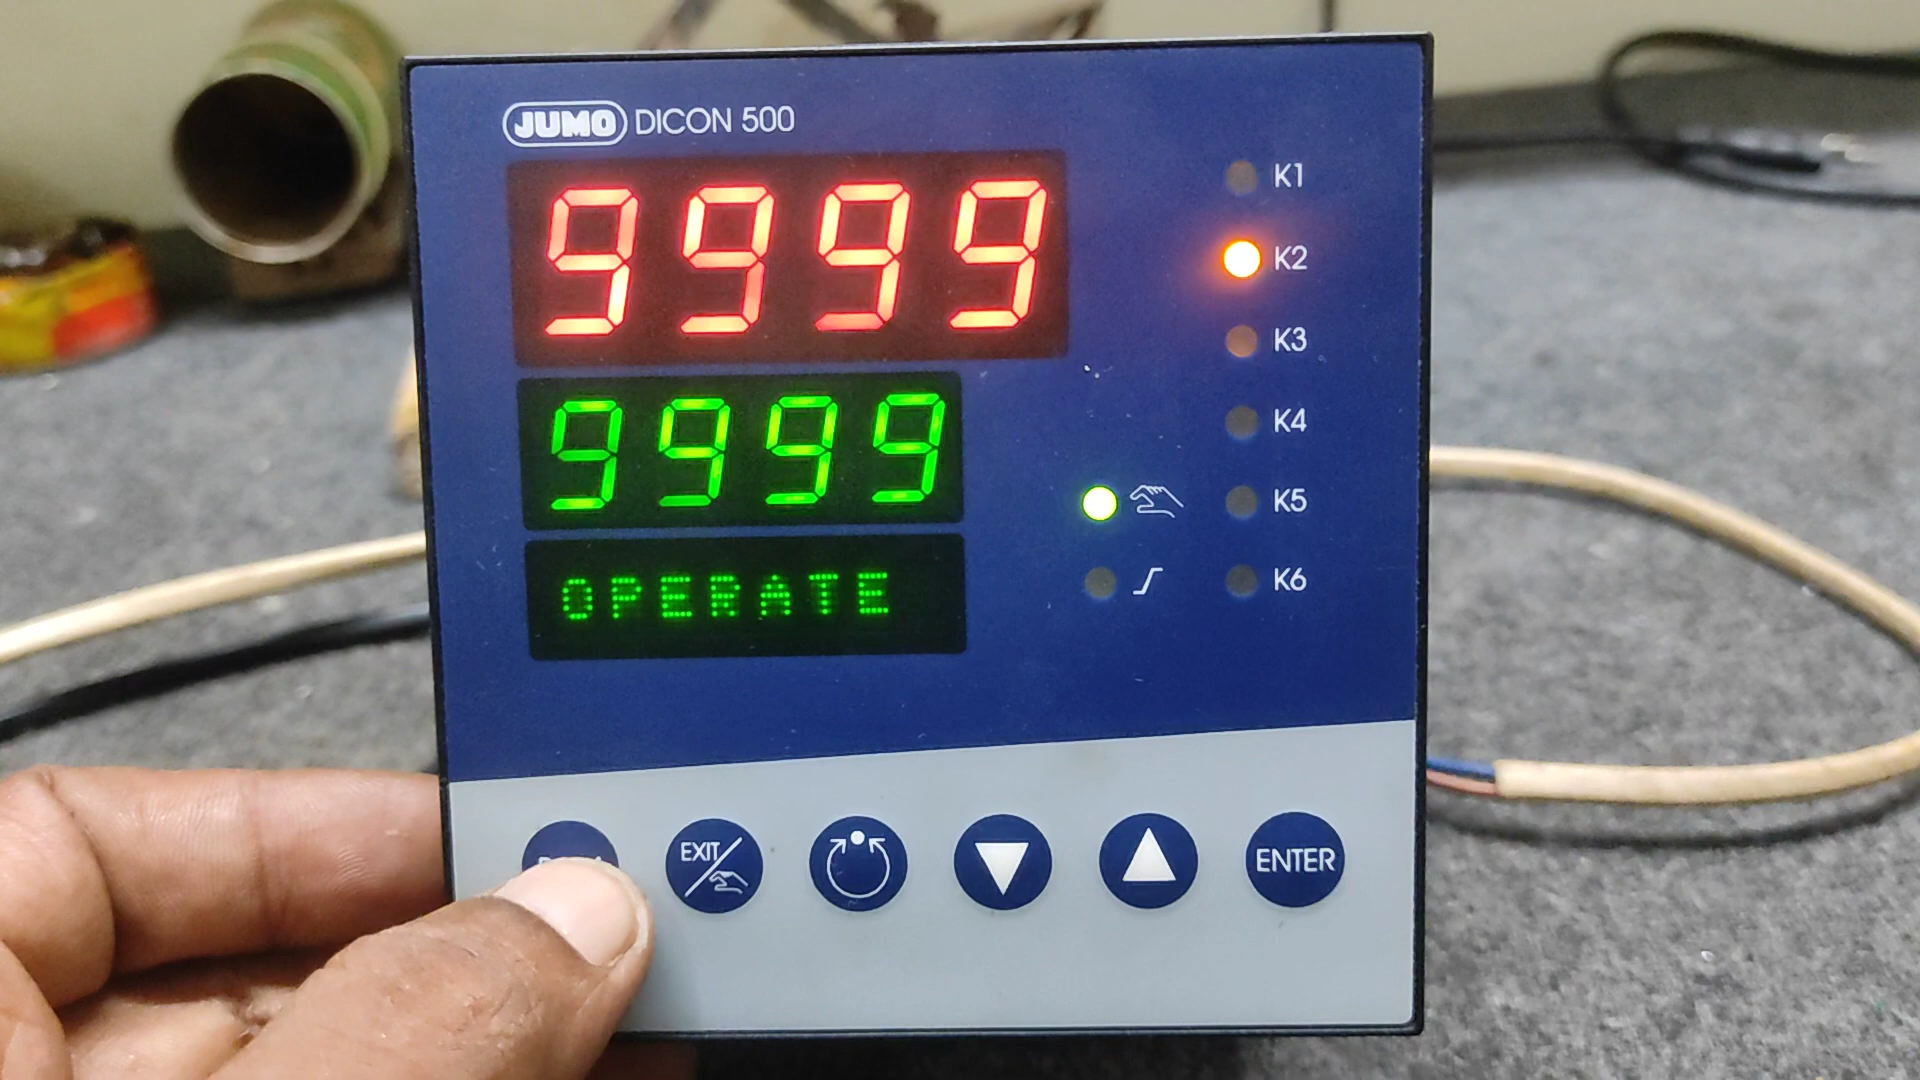 JUMO DICON 500
9999
9999
OPERATE
K1
K2
K3
K4
K5
K6
EXIT
ENTER